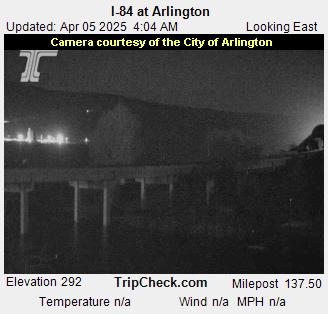 I-84 at Arlington
Updated: Apr 05 2025 4:04 AM Looking East
Camera courtesy of the City of Arlington
Elevation 292 TripCheck.com Milepost 137.50
Temperature n/a Wind n/a MPH n/a